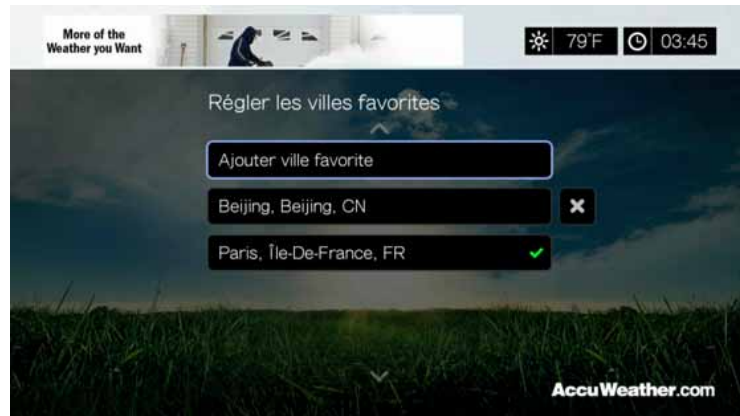 More of the
Weather you Want
79°F
03:45
Régler les villes favorites
Ajouter ville favorite
Beijing, Beijing, CN
Paris, Île-De-France, FR
AccuWeather.com